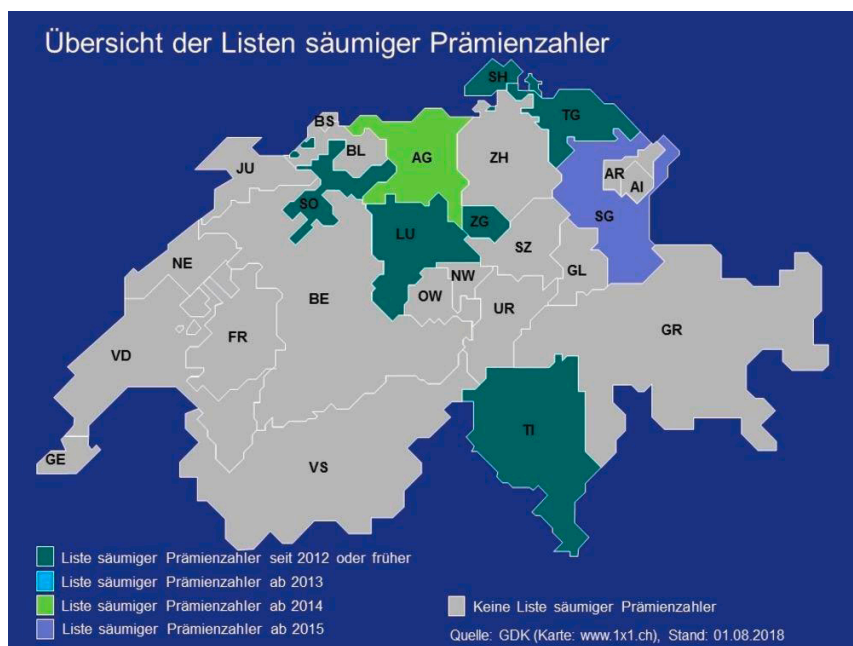 Übersicht der Listen säumiger Prämienzahler
SH
TG
BS
BL
AG
ZH
JU
AR
AI
SO
ZG
SG
LU
SZ
NE
NW
GL
BE
OW
UR
FR
GR
VD
TI
GE
VS
Liste säumiger Prämienzahler seit 2012 oder früher
Liste säumiger Prämienzahler ab 2013
Liste säumiger Prämienzahler ab 2014
Liste säumiger Prämienzahler ab 2015
Keine Liste säumiger Prämienzahler
Quelle: GDK (Karte: www.1x1.ch), Stand: 01.08.2018